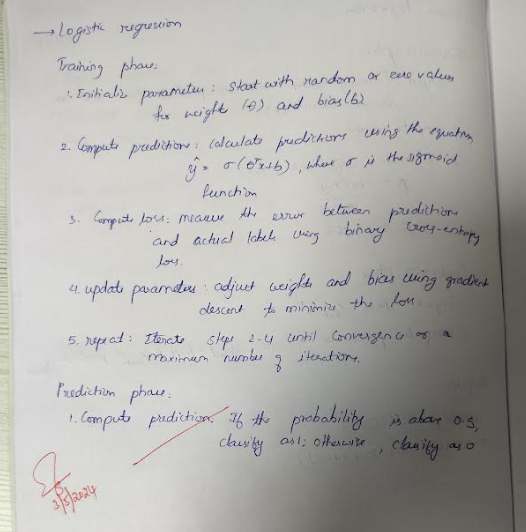 → Logistic regression
Training phase:
1. Initialize parameters: Start with random or zero values
for weights (θ) and bias (b).
2. Compute predictions: Calculate predictions using the equation
ŷ = σ(θᵀx+b), where σ is the sigmoid
function
3. Compute loss: measure the error between predictions
and actual labels using binary cross-entropy
loss.
4. update parameters: adjust weights and bias using gradient
descent to minimize the loss.
5. repeat: Iterate steps 2-4 until convergence or a
maximum number of iterations.
Prediction phase:
1. Compute prediction: If the probability is above 0.5,
classify as 1: otherwise, classify as 0
3/5/2024